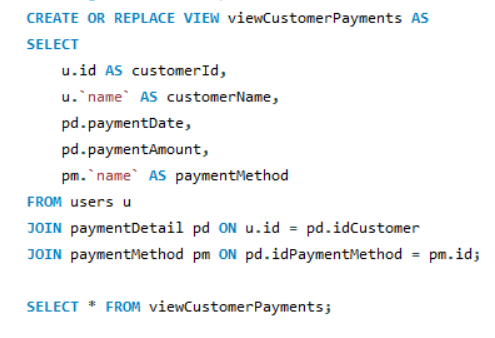 CREATE OR REPLACE VIEW viewCustomerPayments AS
SELECT
    u.id AS customerId,
    u.`name` AS customerName,
    pd.paymentDate,
    pd.paymentAmount,
    pm.`name` AS paymentMethod
FROM users u
JOIN paymentDetail pd ON u.id = pd.idCustomer
JOIN paymentMethod pm ON pd.idPaymentMethod = pm.id;
SELECT * FROM viewCustomerPayments;